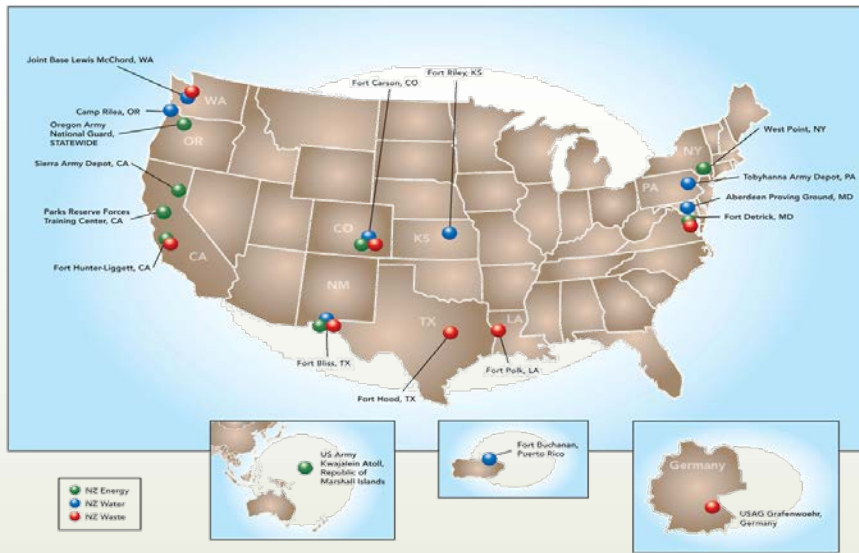 Joint Base Lewis McChord, WA
WA
Camp Rilea, OR
Oregon Army
National Guard,
STATEWIDE
OR
Sierra Army Depot, CA
Parks Reserve Forces
Training Center, CA
Fort Hunter-Liggett, CA
CA
Fort Carson, CO
CO
Fort Riley, KS
KS
NM
Fort Bliss, TX
TX
Fort Hood, TX
LA
Fort Polk, LA
NY
West Point, NY
PA
Tobyhanna Army Depot, PA
Aberdeen Proving Ground, MD
Fort Detrick, MD
NZ Energy
NZ Water
NZ Waste
US Army
Kwajalein Atoll,
Republic of
Marshall Islands
Fort Buchanan,
Puerto Rico
Germany
USAG Grafenwoehr,
Germany